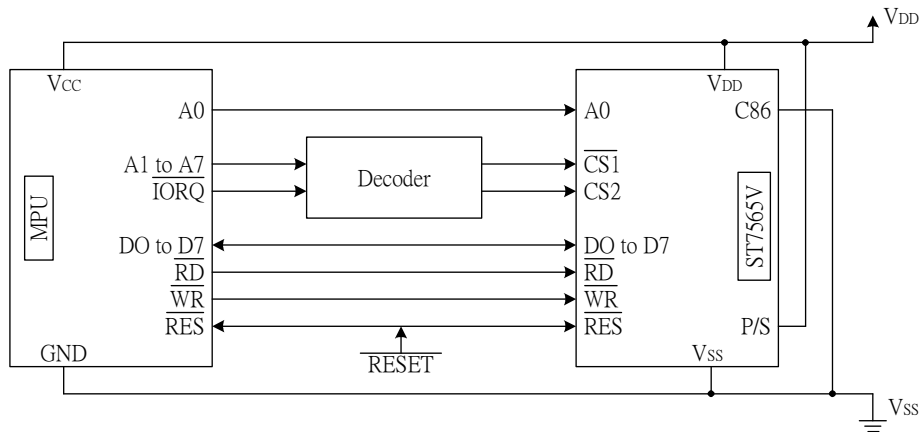 VDD
VCC
VDD
A0
A0
C86
A1 to A7
IORQ
Decoder
CS1
CS2
MPU
ST7565V
DO to D7
DO to D7
RD
RD
WR
WR
RES
RES
P/S
RESET
GND
VSS
VSS